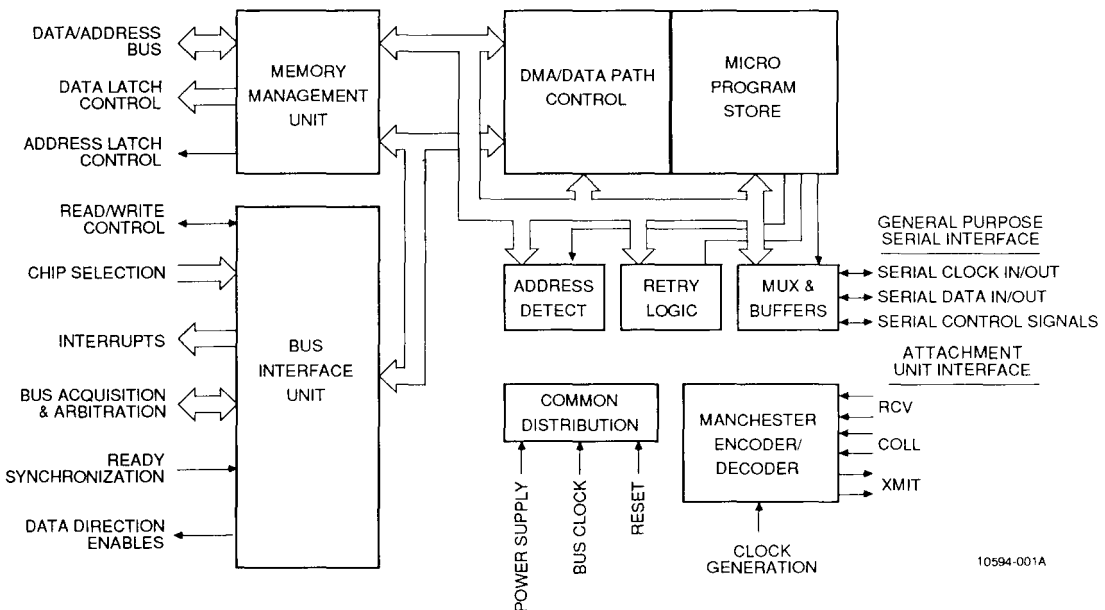 DATA/ADDRESS
BUS
DATA LATCH
CONTROL
ADDRESS LATCH
CONTROL
MEMORY
MANAGEMENT
UNIT
DMA/DATA PATH
CONTROL
MICRO
PROGRAM
STORE
READ/WRITE
CONTROL
CHIP SELECTION
INTERRUPTS
BUS ACQUISITION
& ARBITRATION
READY
SYNCHRONIZATION
DATA DIRECTION
ENABLES
BUS
INTERFACE
UNIT
ADDRESS
DETECT
RETRY
LOGIC
MUX &
BUFFERS
GENERAL PURPOSE
SERIAL INTERFACE
SERIAL CLOCK IN/OUT
SERIAL DATA IN/OUT
SERIAL CONTROL SIGNALS
ATTACHMENT
UNIT INTERFACE
COMMON
DISTRIBUTION
POWER SUPPLY
BUS CLOCK
RESET
MANCHESTER
ENCODER/
DECODER
RCV
COLL
XMIT
CLOCK
GENERATION
10594-001A